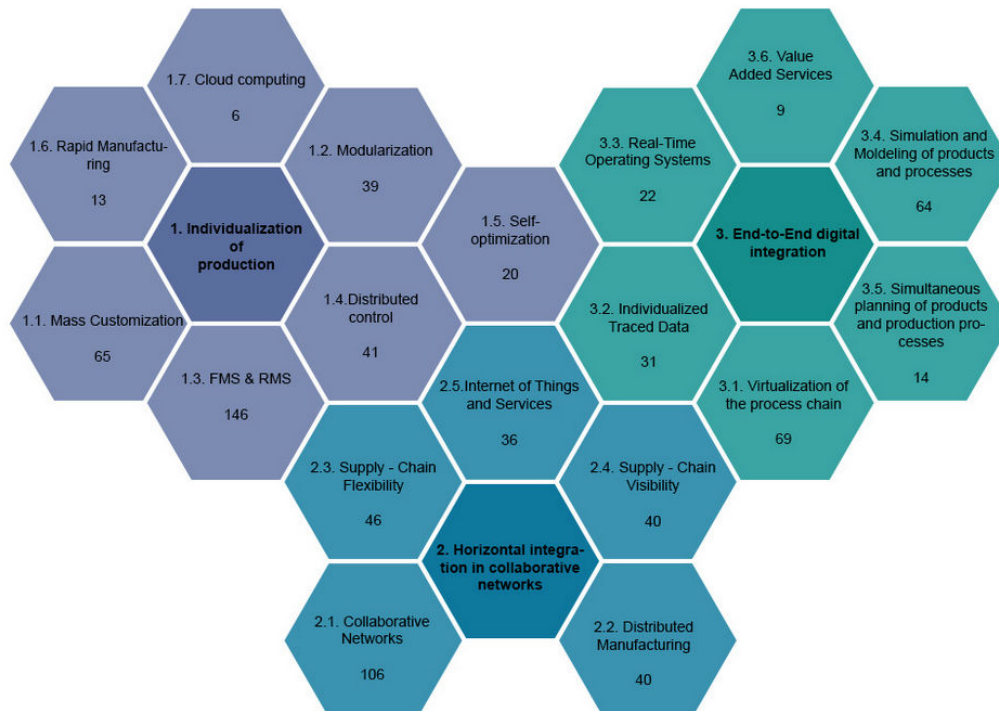 1.7. Cloud computing
6
1.6. Rapid Manufactu-
ring
13
1.2. Modularization
39
1. Individualization
of
production
1.1. Mass Customization
65
1.4.Distributed
control
41
1.3. FMS & RMS
146
1.5. Self-
optimization
20
3.6. Value
Added Services
9
3.3. Real-Time
Operating Systems
22
3.4. Simulation and
Moldeling of products
and processes
64
3. End-to-End digital
integration
3.2. Individualized
Traced Data
31
3.5. Simultaneous
planning of products
and production pro-
cesses
14
3.1. Virtualization of
the process chain
69
2.5.Internet of Things
and Services
36
2.3. Supply - Chain
Flexibility
46
2.4. Supply - Chain
Visibility
40
2. Horizontal integra-
tion in collaborative
networks
2.1. Collaborative
Networks
106
2.2. Distributed
Manufacturing
40